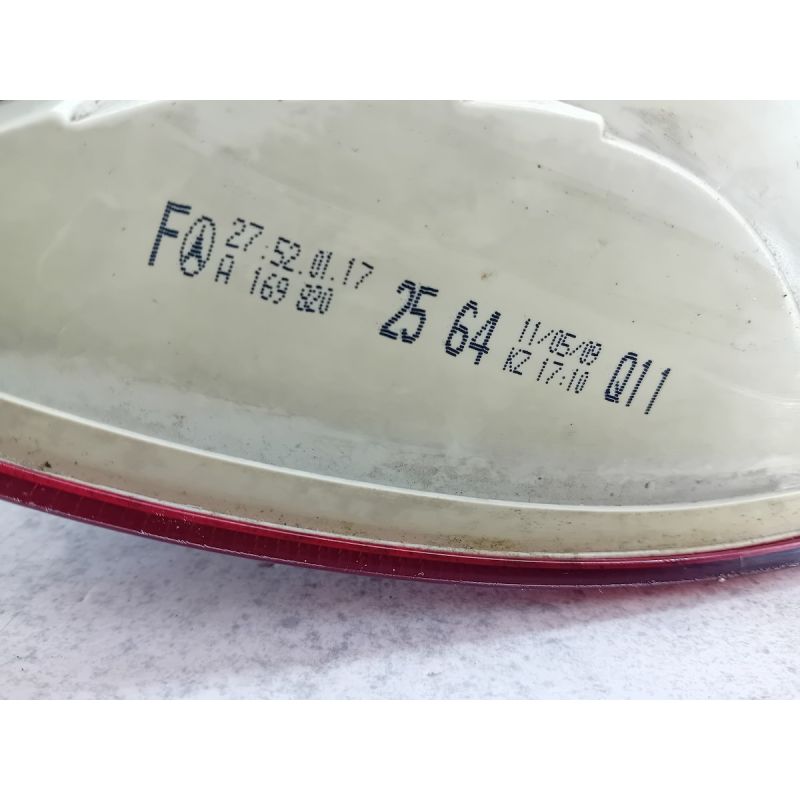 F
27.52.01.17
A 169 820
25 64
11/05/09
KZ 17:10
Q11